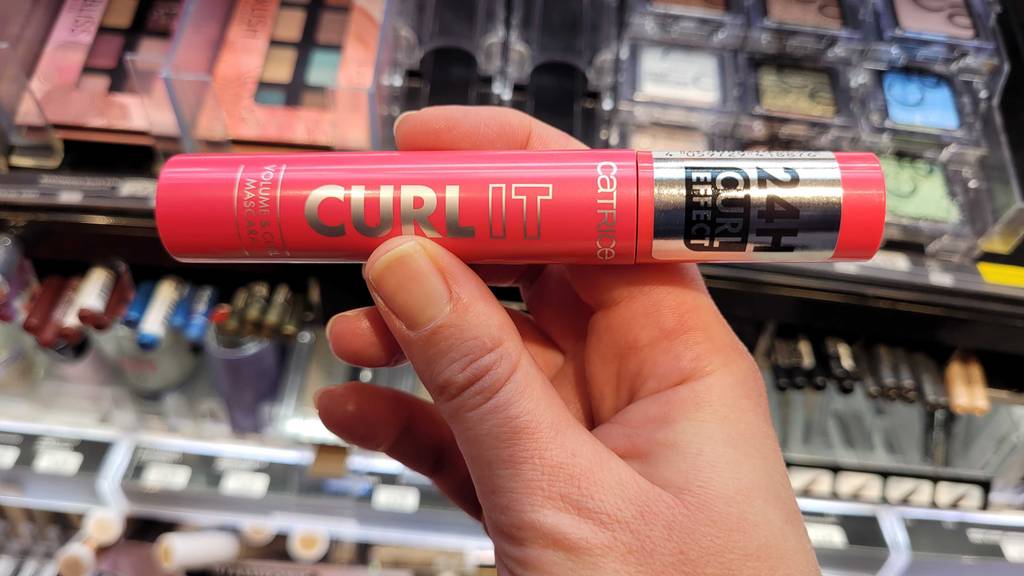 VOLUME & CURL
MASCARA
CURL IT
CATRICE
24H
CURL
EFFECT